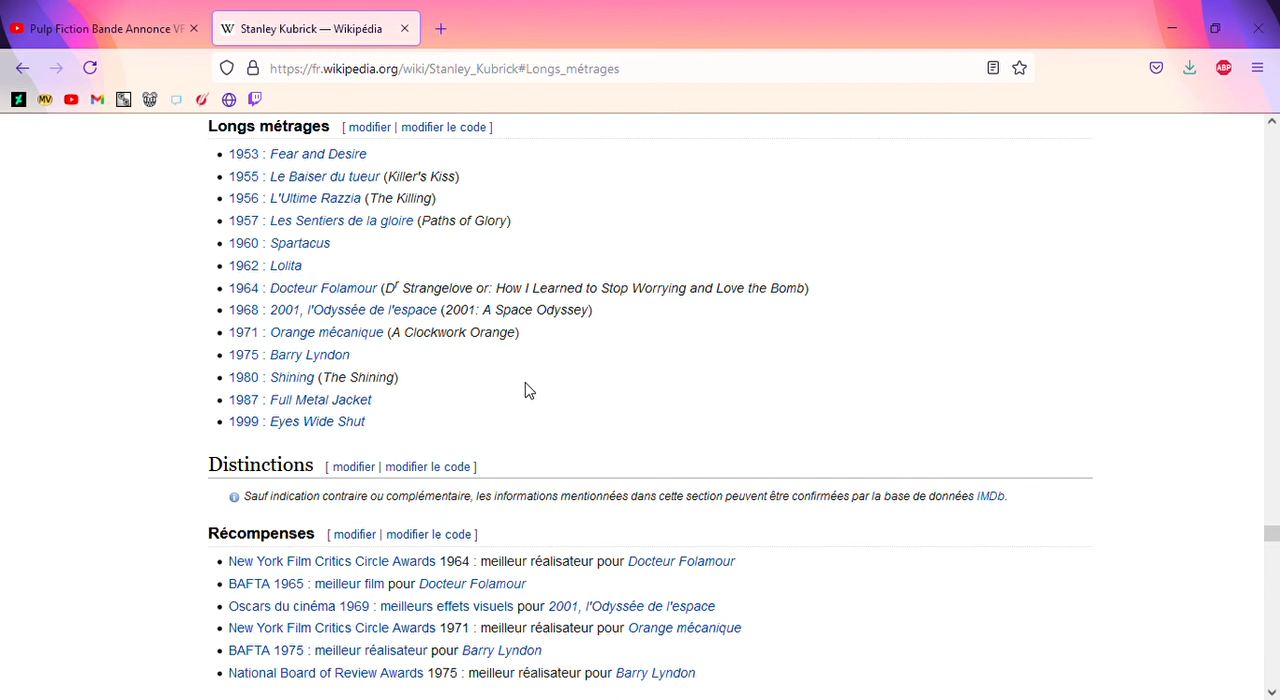 Pulp Fiction Bande Annonce VF
Stanley Kubrick — Wikipédia
https://fr.wikipedia.org/wiki/Stanley_Kubrick#Longs_métrages
ABP
MV
Longs métrages [ modifier | modifier le code ]
1953 : Fear and Desire
1955 : Le Baiser du tueur (Killer's Kiss)
1956 : L'Ultime Razzia (The Killing)
1957 : Les Sentiers de la gloire (Paths of Glory)
1960 : Spartacus
1962 : Lolita
1964 : Docteur Folamour (Dr Strangelove or: How I Learned to Stop Worrying and Love the Bomb)
1968 : 2001, l'Odyssée de l'espace (2001: A Space Odyssey)
1971 : Orange mécanique (A Clockwork Orange)
1975 : Barry Lyndon
1980 : Shining (The Shining)
1987 : Full Metal Jacket
1999 : Eyes Wide Shut
Distinctions [ modifier | modifier le code ]
Sauf indication contraire ou complémentaire, les informations mentionnées dans cette section peuvent être confirmées par la base de données IMDb.
Récompenses [ modifier | modifier le code ]
New York Film Critics Circle Awards 1964 : meilleur réalisateur pour Docteur Folamour
BAFTA 1965 : meilleur film pour Docteur Folamour
Oscars du cinéma 1969 : meilleurs effets visuels pour 2001, l'Odyssée de l'espace
New York Film Critics Circle Awards 1971 : meilleur réalisateur pour Orange mécanique
BAFTA 1975 : meilleur réalisateur pour Barry Lyndon
National Board of Review Awards 1975 : meilleur réalisateur pour Barry Lyndon